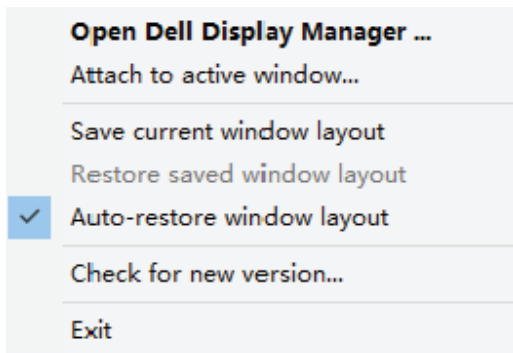 Open Dell Display Manager ...
Attach to active window...
Save current window layout
Restore saved window layout
Auto-restore window layout
Check for new version...
Exit